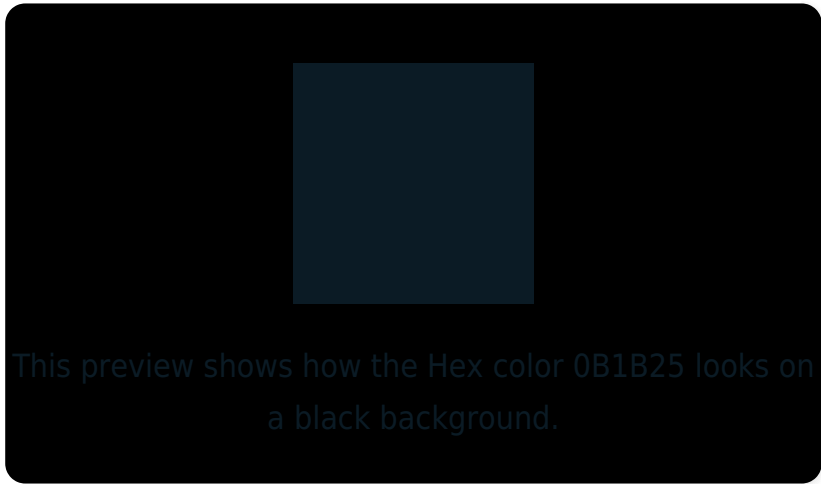 This preview shows how the Hex color 0B1B25 looks on
a black background.